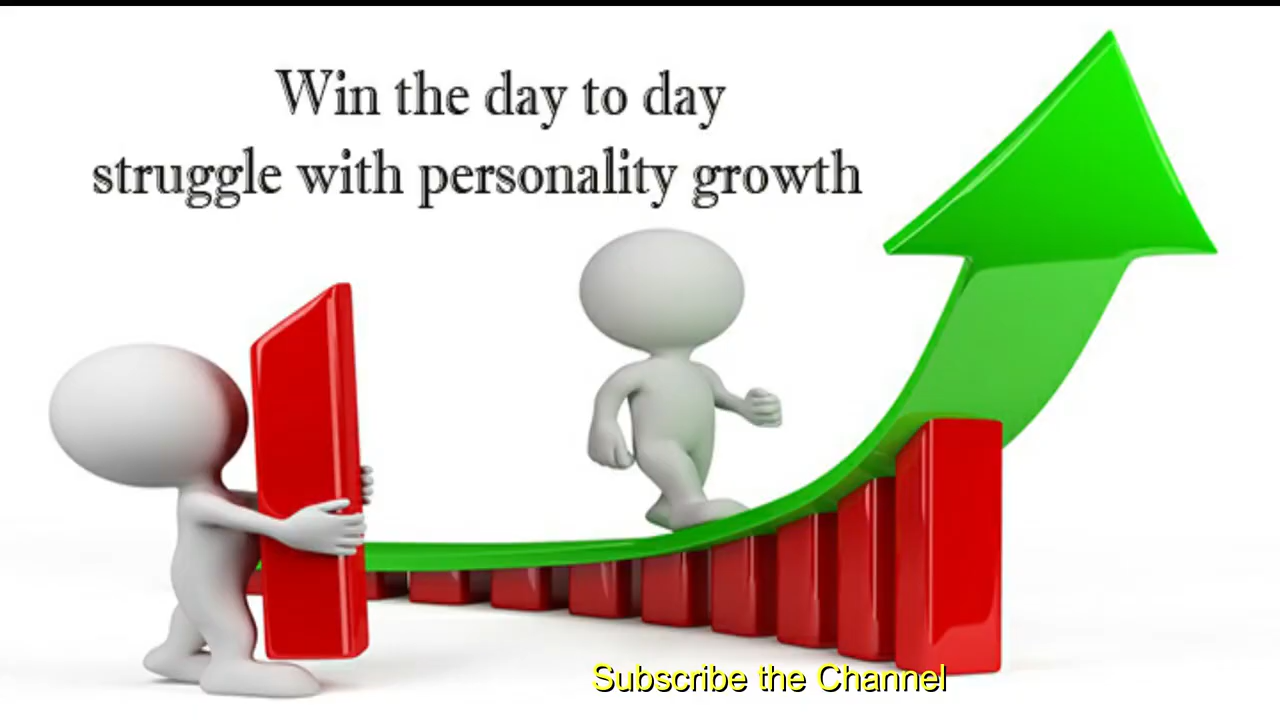 Win the day to day
struggle with personality growth
Subscribe the Channel